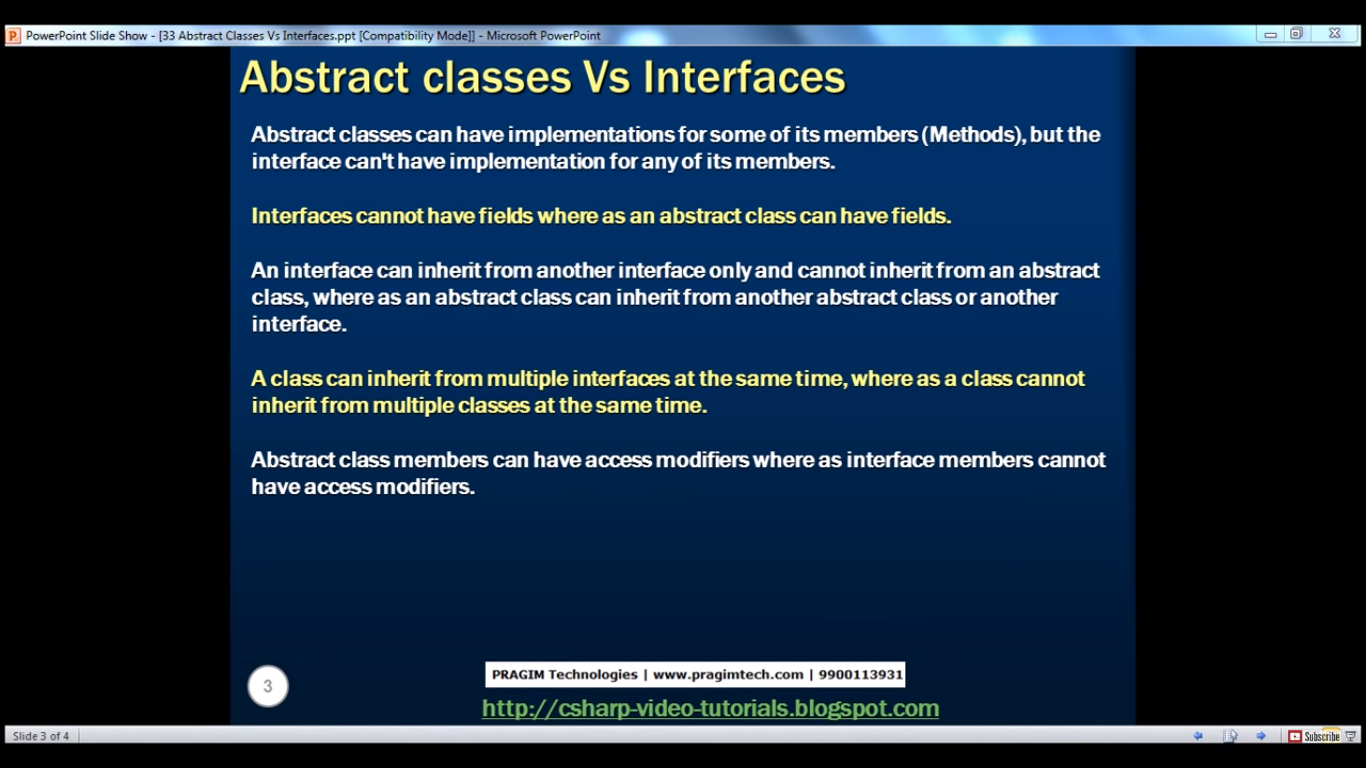 PowerPoint Slide Show - [33 Abstract Classes Vs Interfaces.ppt [Compatibility Mode]] - Microsoft PowerPoint
Abstract classes Vs Interfaces
Abstract classes can have implementations for some of its members (Methods), but the
interface can't have implementation for any of its members.
Interfaces cannot have fields where as an abstract class can have fields.
An interface can inherit from another interface only and cannot inherit from an abstract
class, where as an abstract class can inherit from another abstract class or another
interface.
A class can inherit from multiple interfaces at the same time, where as a class cannot
inherit from multiple classes at the same time.
Abstract class members can have access modifiers where as interface members cannot
have access modifiers.
3
PRAGIM Technologies | www.pragimtech.com | 9900113931
http://csharp-video-tutorials.blogspot.com
Slide 3 of 4
Subscribe